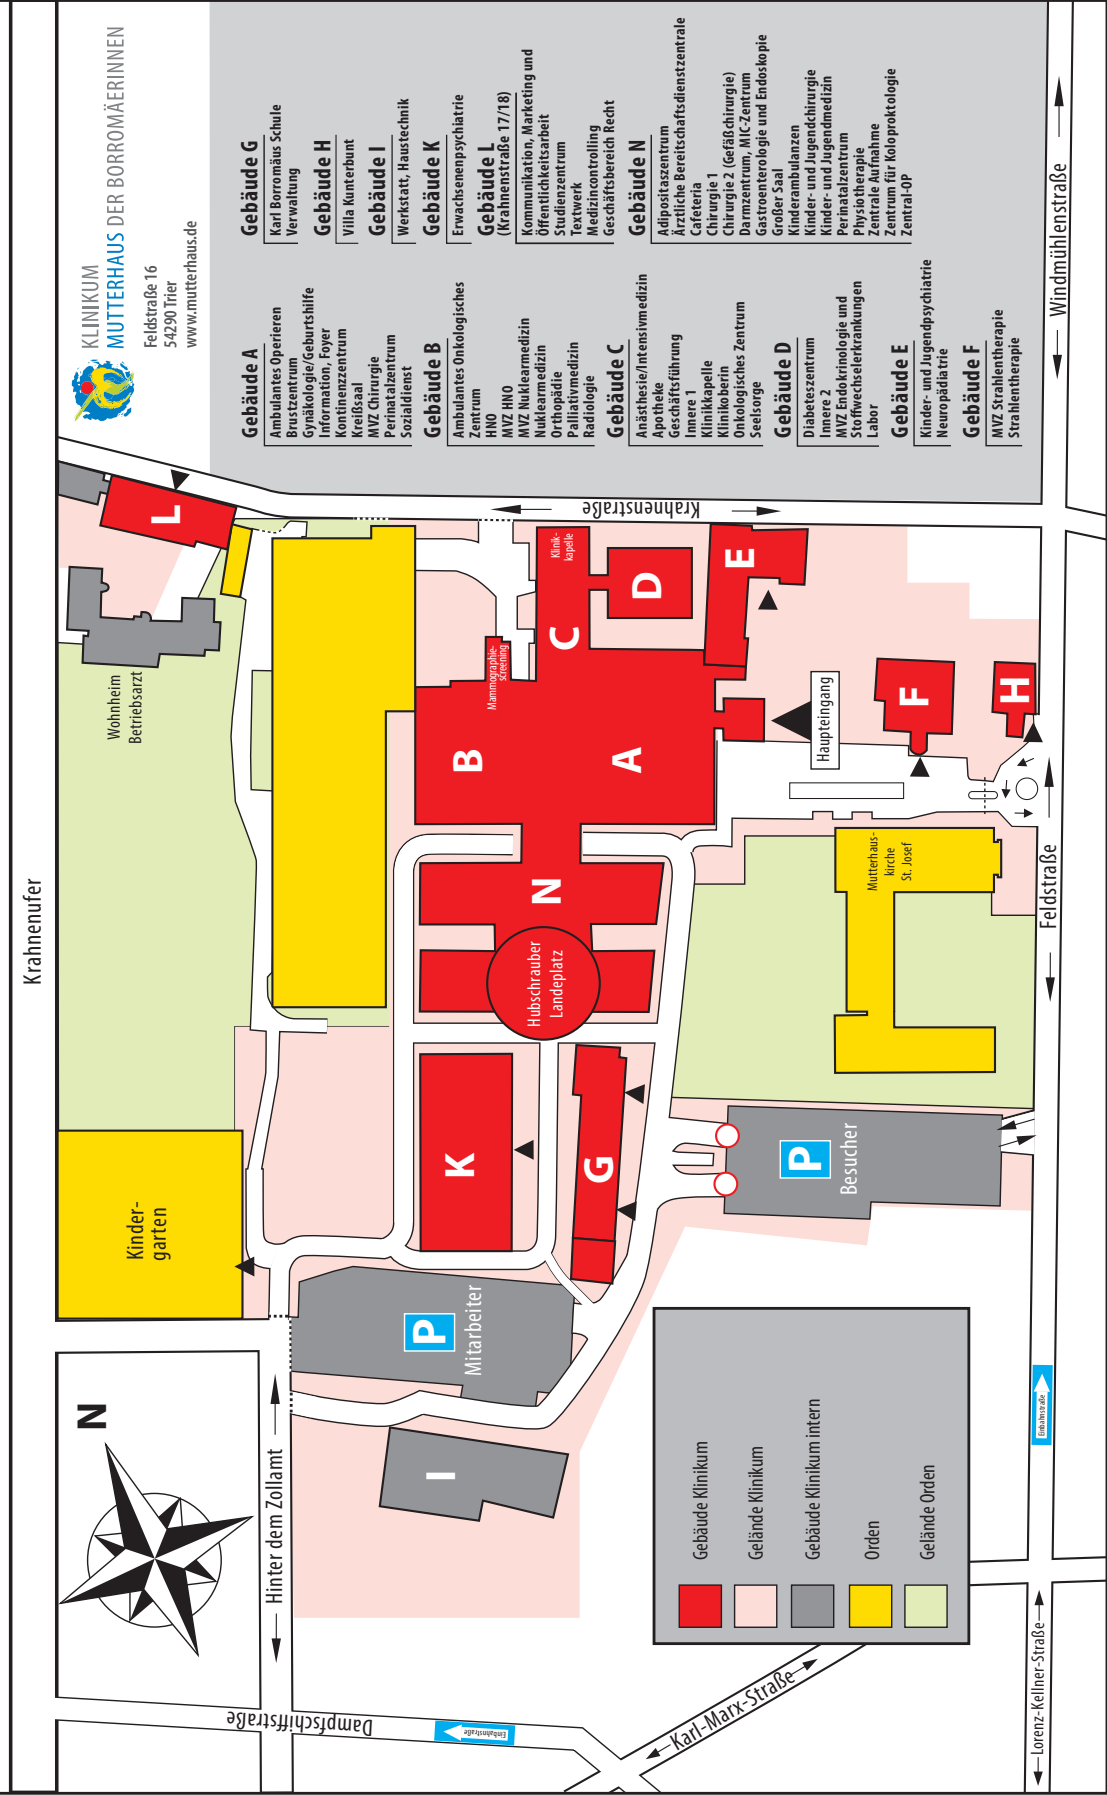 KLINIKUM
MUTTERHAUS DER BORROMÄERINNEN
Feldstraße 16
54290 Trier
www.mutterhaus.de
Gebäude A
Ambulantes Operieren
Brustzentrum
Gynäkologie/Geburtshilfe
Information, Foyer
Kontinenzzentrum
Kreißsaal
MVZ Chirurgie
Perinatalzentrum
Sozialdienst
Gebäude B
Ambulantes Onkologisches
Zentrum
HNO
MVZ HNO
MVZ Nuklearmedizin
Nuklearmedizin
Orthopädie
Palliativmedizin
Radiologie
Gebäude C
Anästhesie/Intensivmedizin
Apotheke
Geschäftsführung
Innere 1
Klinikkapelle
Klinikoberin
Onkologisches Zentrum
Seelsorge
Gebäude D
Diabeteszentrum
Innere 2
MVZ Endokrinologie und
Stoffwechselerkrankungen
Labor
Gebäude E
Kinder- und Jugendpsychiatrie
Neuropädiatrie
Gebäude F
MVZ Strahlentherapie
Strahlentherapie
Gebäude G
Karl Borromäus Schule
Verwaltung
Gebäude H
Villa Kunterbunt
Gebäude I
Werkstatt, Haustechnik
Gebäude K
Erwachsenenpsychiatrie
Gebäude L
(Krahnenstraße 17/18)
Kommunikation, Marketing und
Öffentlichkeitsarbeit
Studienzentrum
Textwerk
Medizincontrolling
Geschäftsbereich Recht
Gebäude N
Adipositaszentrum
Ärztliche Bereitschaftsdienstzentrale
Cafeteria
Chirurgie 1
Chirurgie 2 (Gefäßchirurgie)
Darmzentrum, MIC-Zentrum
Gastroenterologie und Endoskopie
Großer Saal
Kinderambulanzen
Kinder- und Jugendchirurgie
Kinder- und Jugendmedizin
Perinatalzentrum
Physiotherapie
Zentrale Aufnahme
Zentrum für Koloproktologie
Zentral-OP
Krahnenufer
Krahnenstraße
Windmühlenstraße
Feldstraße
Hinter dem Zollamt
Dampfschiffstraße
Karl-Marx-Straße
Lorenz-Kellner-Straße
Einbahnstraße
Einbahnstraße
N
L
Wohnheim
Betriebsarzt
Kinder-
garten
Klinik-
kapelle
Mammographie-
screening
B
C
D
E
A
N
Hubschrauber
Landeplatz
Haupteingang
F
H
Mutterhaus-
kirche
St. Josef
K
G
P
Besucher
P
Mitarbeiter
I
Gebäude Klinikum
Gelände Klinikum
Gebäude Klinikum intern
Orden
Gelände Orden